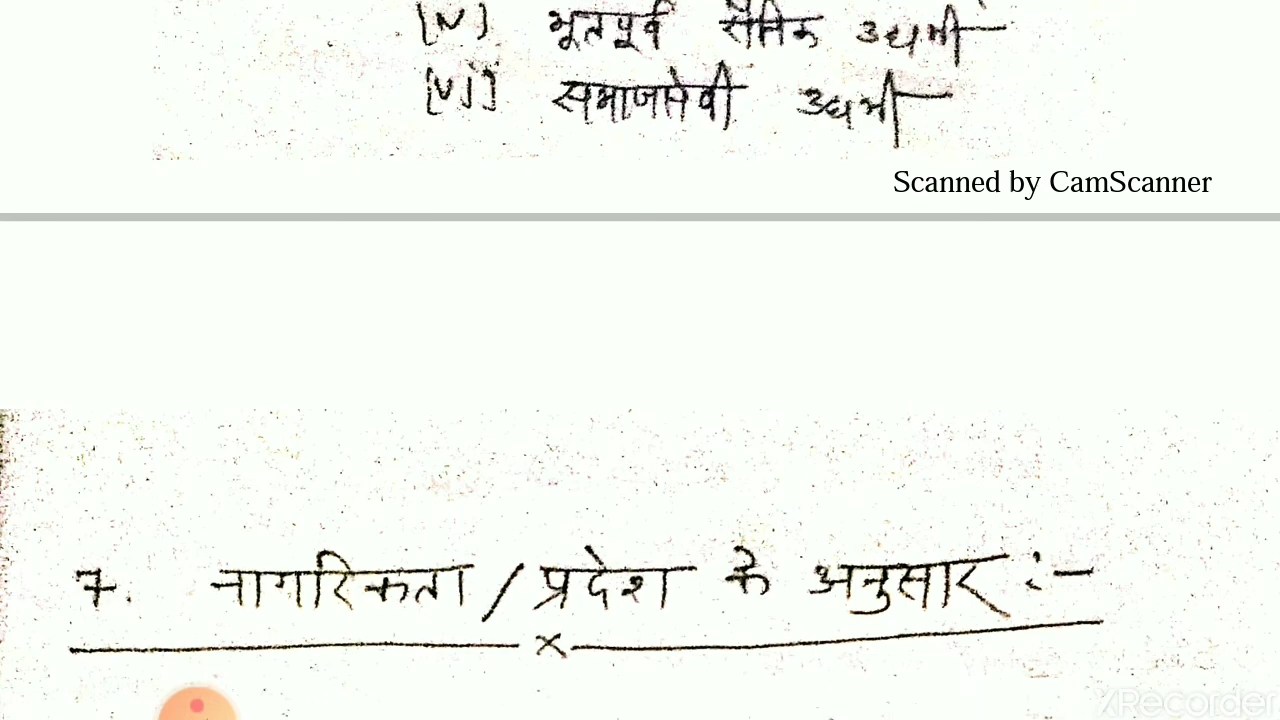 [V] भूतपूर्व सैनिक उद्यमी
[VI] समाजसेवी उद्यमी
Scanned by CamScanner
7. नागरिकता / प्रदेश के अनुसार :-
x
XRecorder